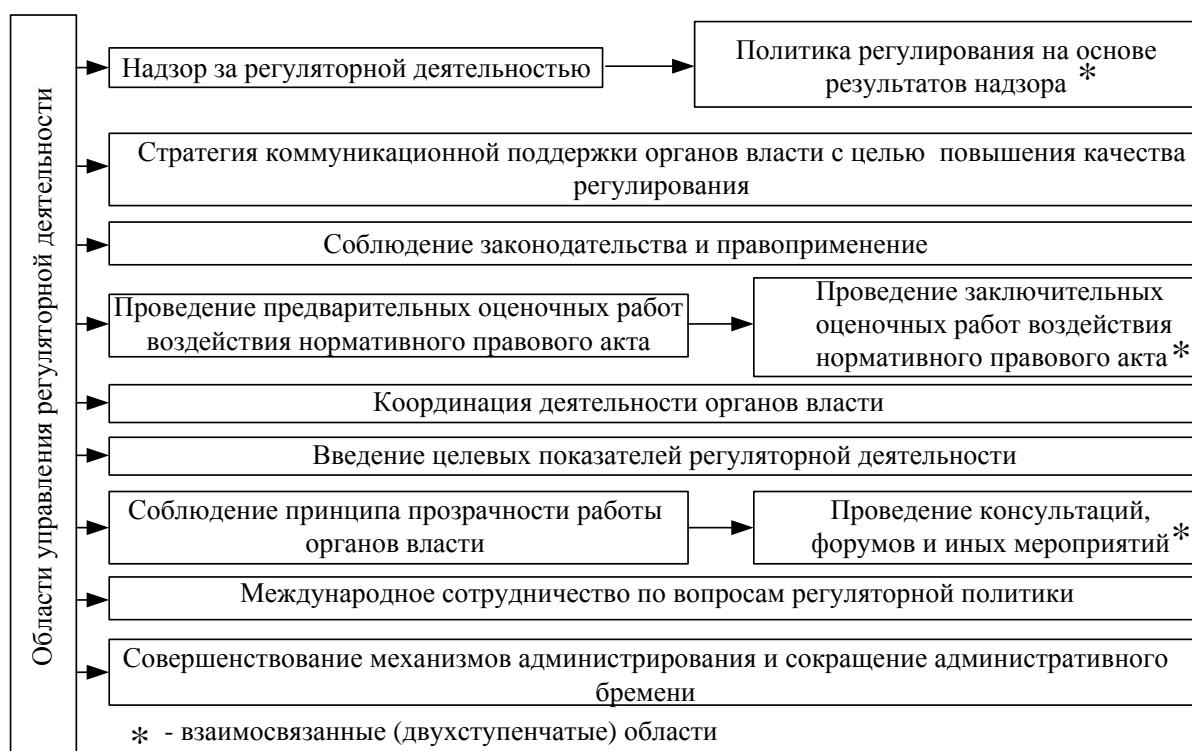 Области управления регуляторной деятельности
Надзор за регуляторной деятельностью
Политика регулирования на основе
результатов надзора *
Стратегия коммуникационной поддержки органов власти с целью повышения качества
регулирования
Соблюдение законодательства и правоприменение
Проведение предварительных оценочных работ
воздействия нормативного правового акта
Проведение заключительных
оценочных работ воздействия
нормативного правового акта *
Координация деятельности органов власти
Введение целевых показателей регуляторной деятельности
Соблюдение принципа прозрачности работы
органов власти
Проведение консультаций,
форумов и иных мероприятий *
Международное сотрудничество по вопросам регуляторной политики
Совершенствование механизмов администрирования и сокращение административного
бремени
* - взаимосвязанные (двухступенчатые) области